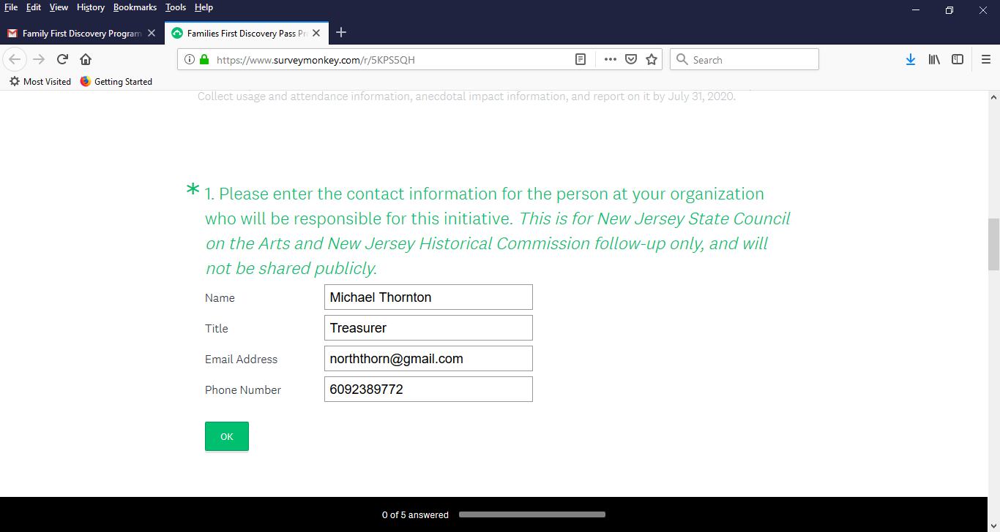 File Edit View History Bookmarks Tools Help
Family First Discovery Program
Families First Discovery Pass Pr
https://www.surveymonkey.com/r/5KPS5QH
Search
Most Visited Getting Started
Collect usage and attendance information, anecdotal impact information, and report on it by July 31, 2020.
* 1. Please enter the contact information for the person at your organization
who will be responsible for this initiative. This is for New Jersey State Council
on the Arts and New Jersey Historical Commission follow-up only, and will
not be shared publicly.
Name Michael Thornton
Title Treasurer
Email Address norththorn@gmail.com
Phone Number 6092389772
OK
0 of 5 answered